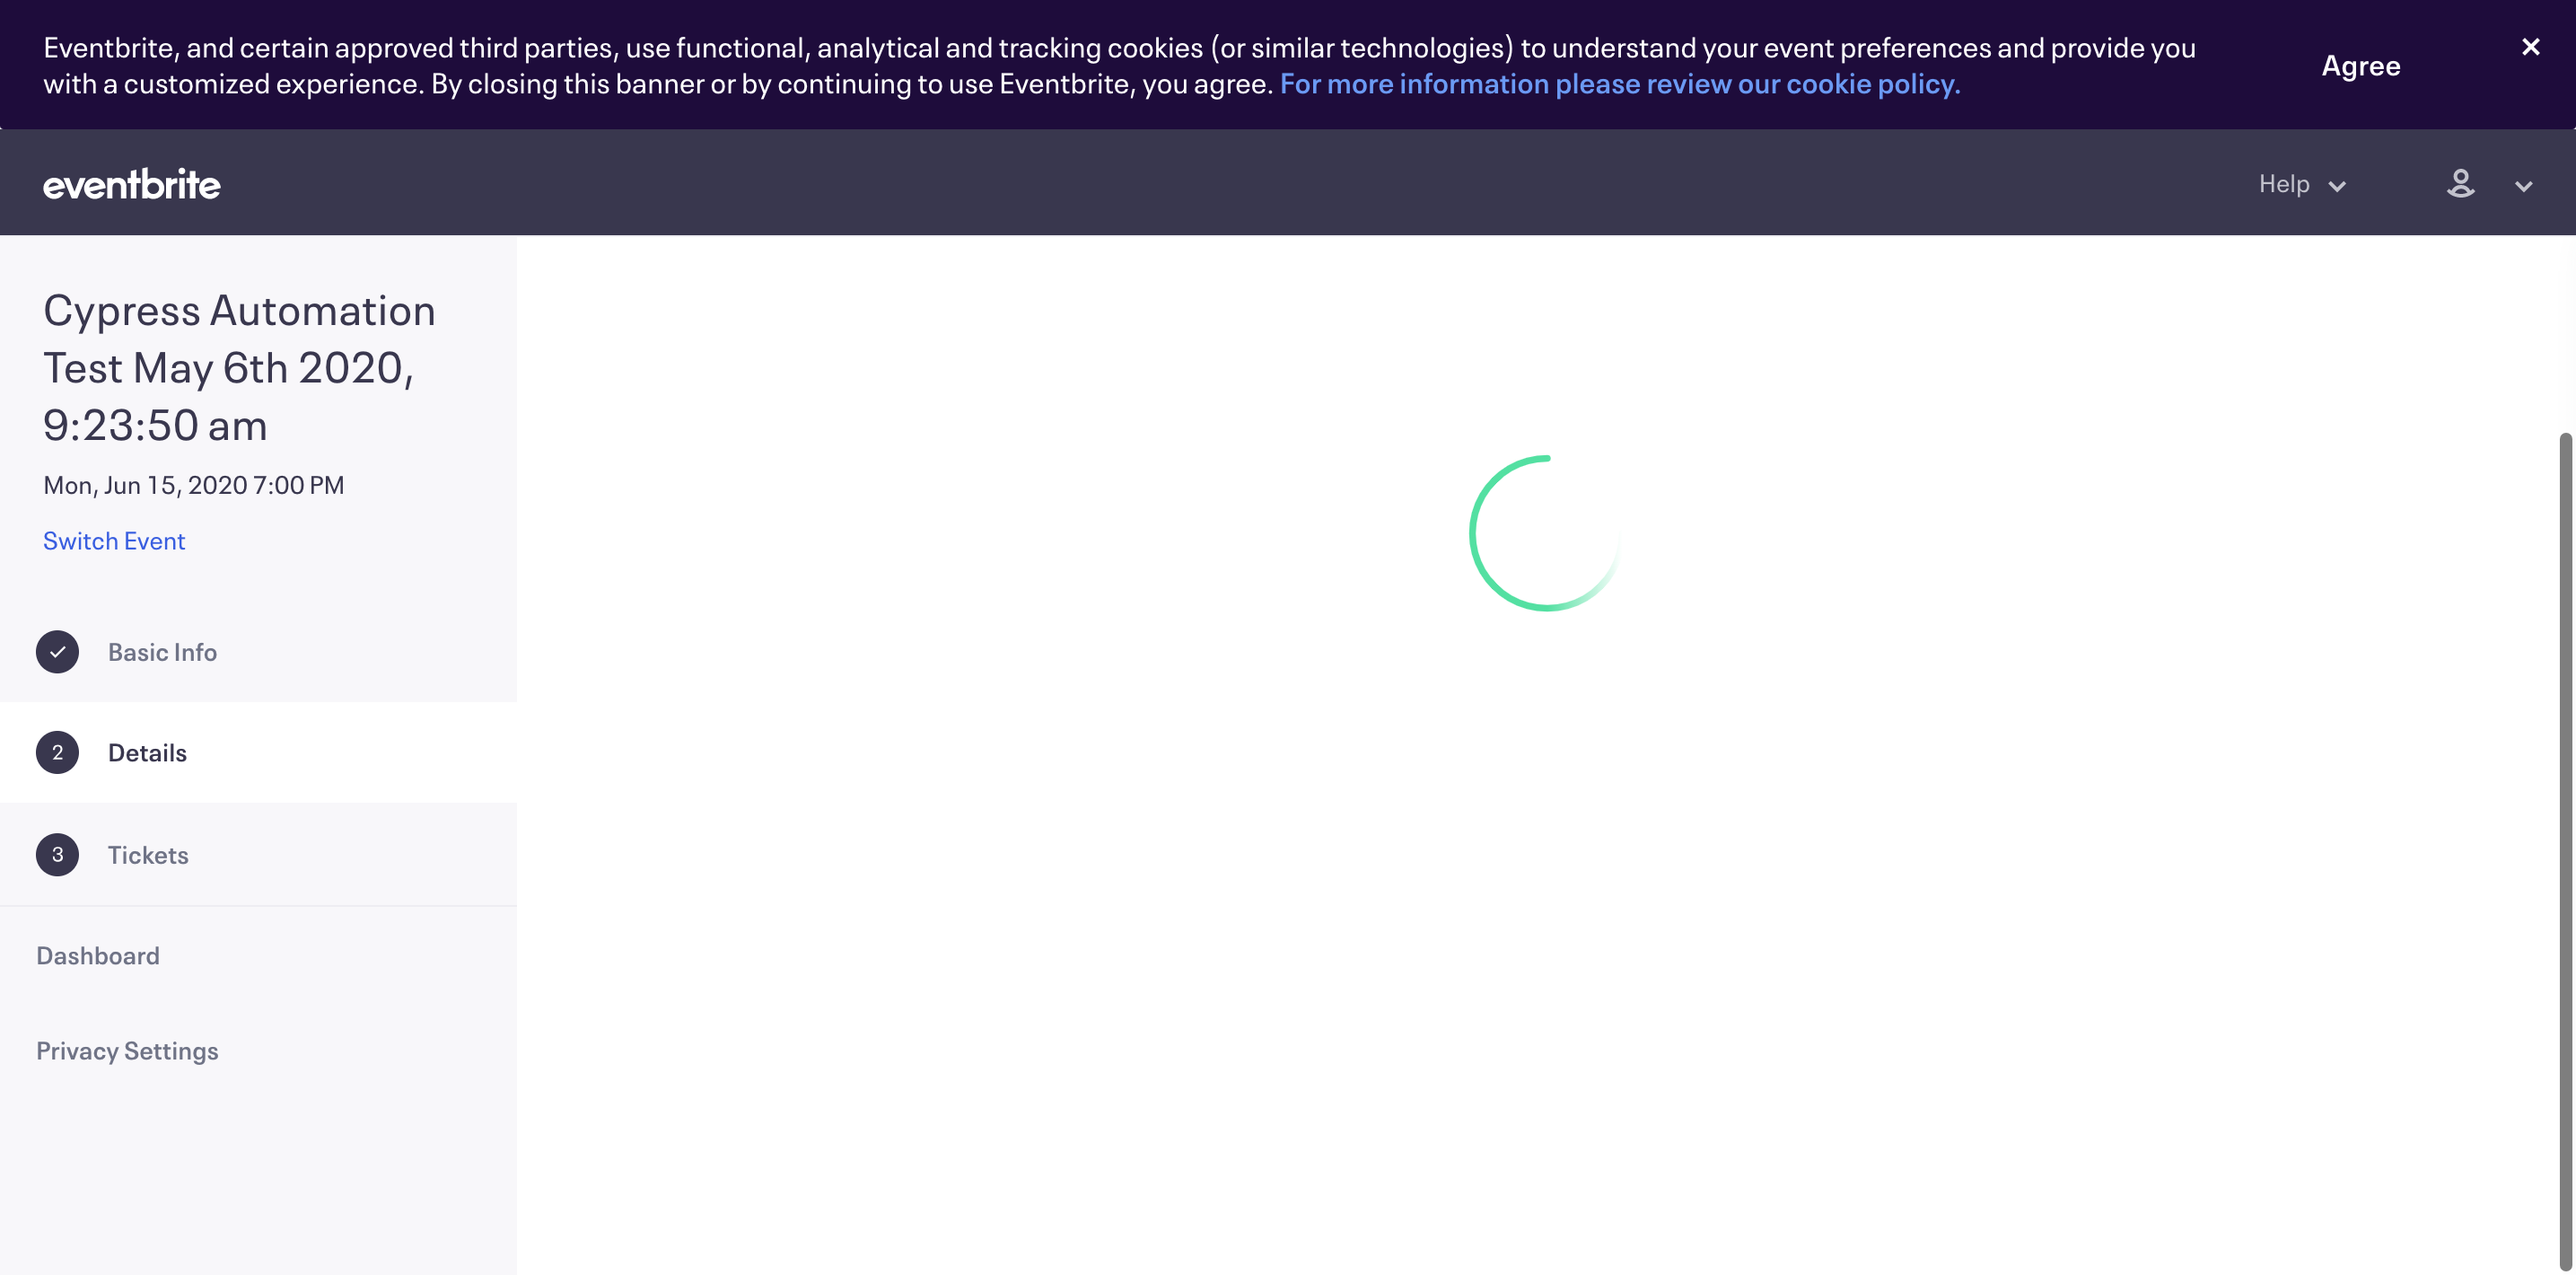 Eventbrite, and certain approved third parties, use functional, analytical and tracking cookies (or similar technologies) to understand your event preferences and provide you
with a customized experience. By closing this banner or by continuing to use Eventbrite, you agree. For more information please review our cookie policy.
Agree
eventbrite
Help
Cypress Automation
Test May 6th 2020,
9:23:50 am
Mon, Jun 15, 2020 7:00 PM
Switch Event
Basic Info
2 Details
3 Tickets
Dashboard
Privacy Settings